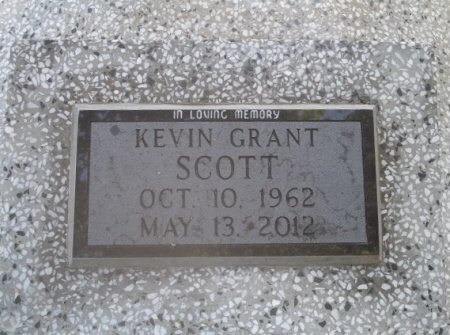 IN LOVING MEMORY
KEVIN GRANT
SCOTT
OCT. 10, 1962
MAY 13, 2012